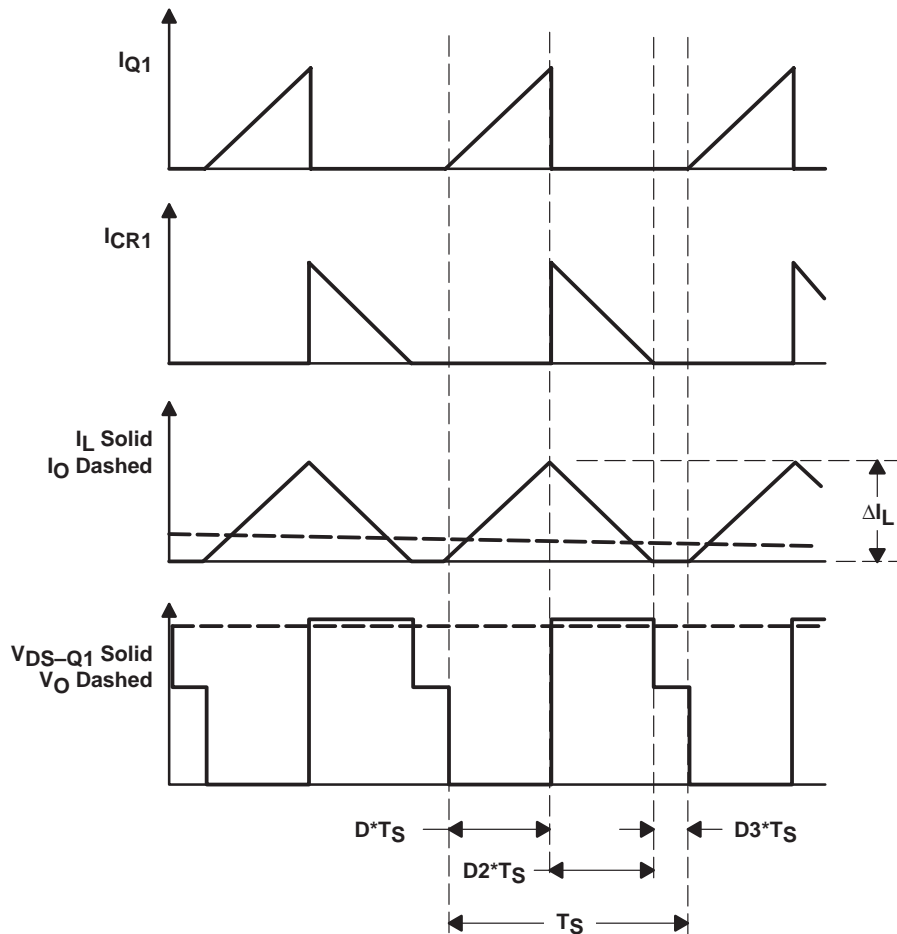 IQ1
ICR1
IL Solid
IO Dashed
ΔIL
VDS–Q1 Solid
VO Dashed
D*TS
D3*TS
D2*TS
TS